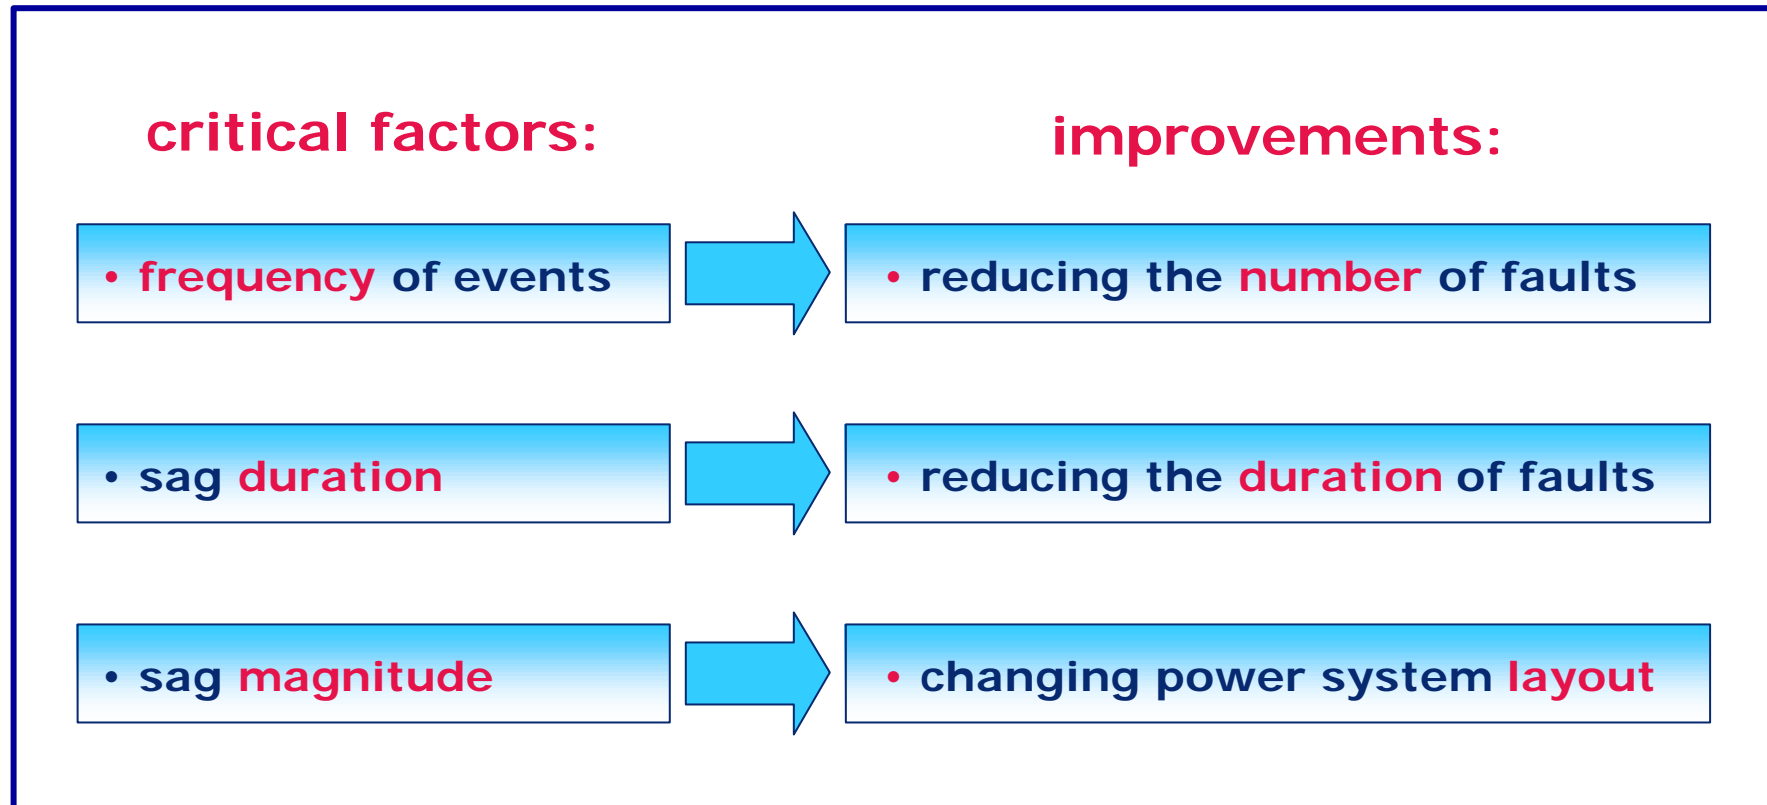 critical factors:
improvements:
• frequency of events
• reducing the number of faults
• sag duration
• reducing the duration of faults
• sag magnitude
• changing power system layout